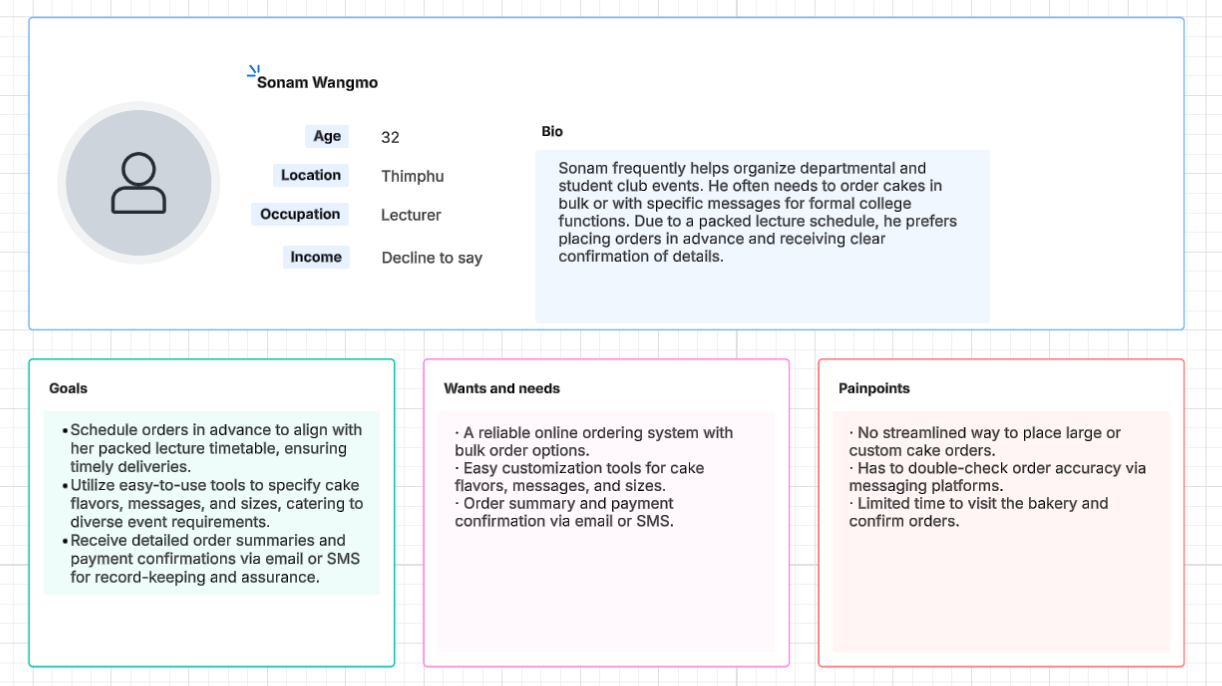 Sonam Wangmo
Age
32
Location
Thimphu
Occupation
Lecturer
Income
Decline to say
Bio
Sonam frequently helps organize departmental and
student club events. He often needs to order cakes in
bulk or with specific messages for formal college
functions. Due to a packed lecture schedule, he prefers
placing orders in advance and receiving clear
confirmation of details.
Goals
• Schedule orders in advance to align with
her packed lecture timetable, ensuring
timely deliveries.
• Utilize easy-to-use tools to specify cake
flavors, messages, and sizes, catering to
diverse event requirements.
• Receive detailed order summaries and
payment confirmations via email or SMS
for record-keeping and assurance.
Wants and needs
· A reliable online ordering system with
bulk order options.
· Easy customization tools for cake
flavors, messages, and sizes.
· Order summary and payment
confirmation via email or SMS.
Painpoints
· No streamlined way to place large or
custom cake orders.
· Has to double-check order accuracy via
messaging platforms.
· Limited time to visit the bakery and
confirm orders.